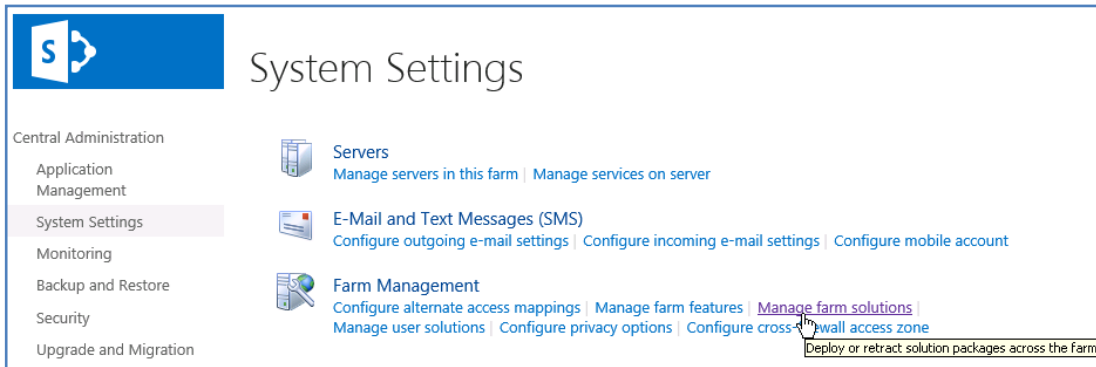 System Settings
Central Administration
Application
Management
System Settings
Monitoring
Backup and Restore
Security
Upgrade and Migration
Servers
Manage servers in this farm | Manage services on server
E-Mail and Text Messages (SMS)
Configure outgoing e-mail settings | Configure incoming e-mail settings | Configure mobile account
Farm Management
Configure alternate access mappings | Manage farm features | Manage farm solutions |
Manage user solutions | Configure privacy options | Configure cross-firewall access zone
Deploy or retract solution packages across the farm